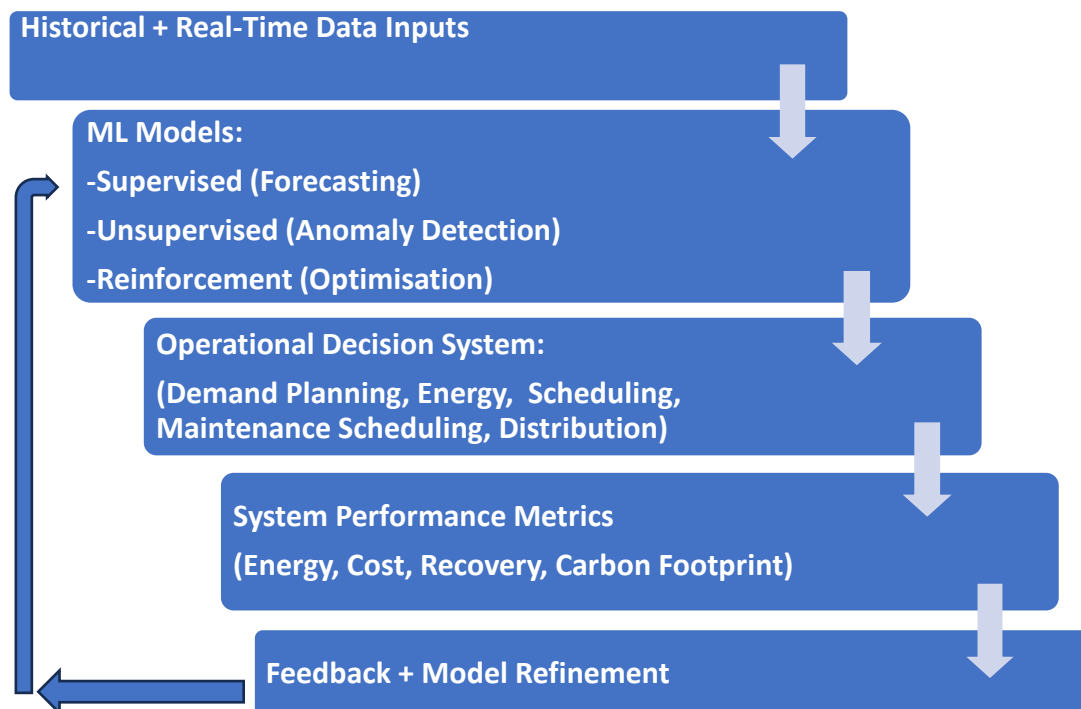 Historical + Real-Time Data Inputs
ML Models:
-Supervised (Forecasting)
-Unsupervised (Anomaly Detection)
-Reinforcement (Optimisation)
Operational Decision System:
(Demand Planning, Energy,  Scheduling,
Maintenance Scheduling, Distribution)
System Performance Metrics
(Energy, Cost, Recovery, Carbon Footprint)
Feedback + Model Refinement